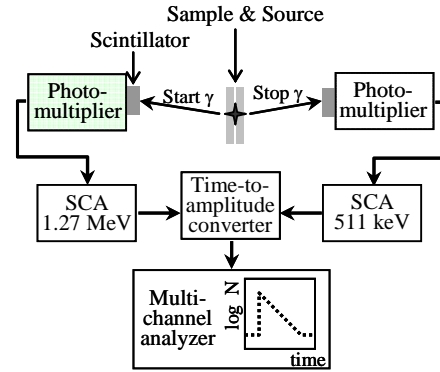 Sample & Source
Scintillator
Photo-
multiplier
Start γ
Stop γ
Photo-
multiplier
SCA
1.27 MeV
Time-to-
amplitude
converter
SCA
511 keV
Multi-
channel
analyzer
log N
time